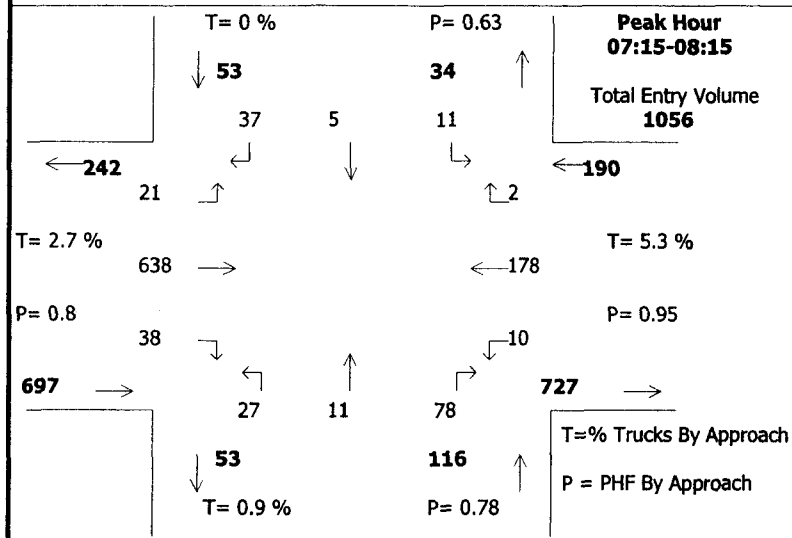 T= 0 % P= 0.63 Peak Hour
07:15-08:15
53 34
Total Entry Volume
1056
37 5 11
242 190
21 2
T= 2.7 % T= 5.3 %
638 178
P= 0.8 P= 0.95
38 10
697 727
27 11 78
T=% Trucks By Approach
53 116
P = PHF By Approach
T= 0.9 % P= 0.78